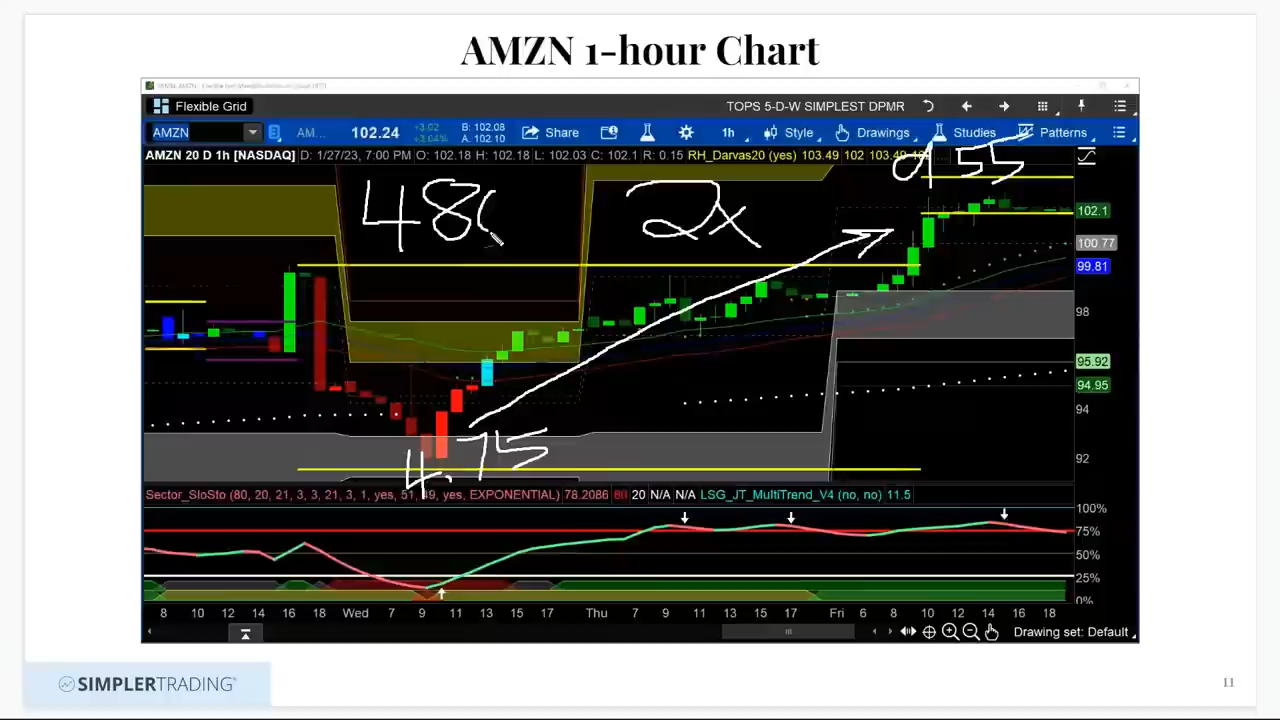 AMZN 1-hour Chart
Flexible Grid
TOPS 5-D-W SIMPLEST DPMR
AMZN AM... 102.24 +3.02 +3.04% B: 102.08 A: 102.10 Share 1h Style Drawings Studies Patterns
AMZN 20 D 1h [NASDAQ] D: 1/27/23, 7:00 PM O: 102.18 H: 102.18 L: 102.03 C: 102.1 R: 0.15 RH_Darvas20 (yes) 103.49 102 103.49
955
480
2x
102.1
100.77
99.81
98
95.92
94.95
94
4.75
92
Sector_SloSto (80, 20, 21, 3, 3, 21, 3, 1, yes, 51, 49, yes, EXPONENTIAL) 78.2086 80 20 N/A N/A LSG_JT_MultiTrend_V4 (no, no) 11.5
100%
75%
50%
25%
0%
8 10 12 14 16 18 Wed 6 8 9 11 13 15 17 Thu 7 9 11 13 15 17 Fri 6 8 10 12 14 16 18
Drawing set: Default
SIMPLERTRADING
11